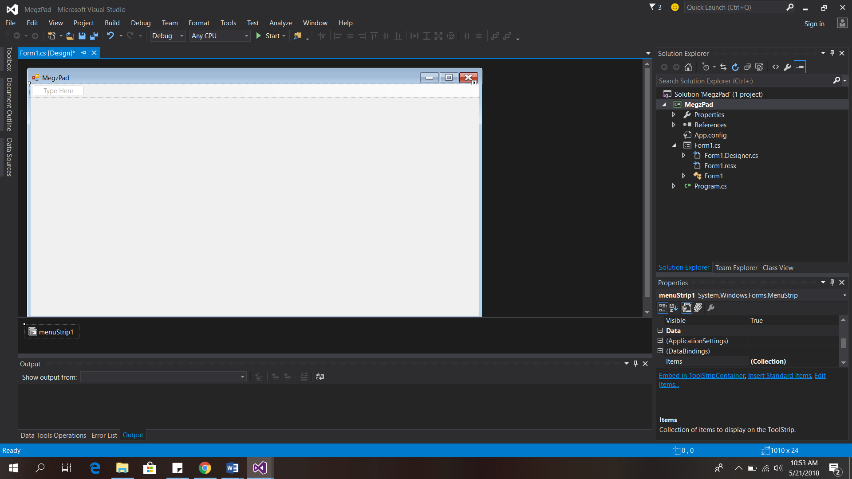 MegzPad - Microsoft Visual Studio
3
Quick Launch (Ctrl+Q)
File Edit View Project Build Debug Team Format Tools Test Analyze Window Help
Sign in
Debug Any CPU Start
Form1.cs [Design]*
Toolbox
Document Outline
Data Sources
MegzPad
Type Here
menuStrip1
Output
Show output from:
Data Tools Operations Error List Output
Solution Explorer
Search Solution Explorer (Ctrl+;)
Solution 'MegzPad' (1 project)
MegzPad
Properties
References
App.config
Form1.cs
Form1.Designer.cs
Form1.resx
Form1
Program.cs
Solution Explorer Team Explorer Class View
Properties
menuStrip1 System.Windows.Forms.MenuStrip
Visible True
Data
(ApplicationSettings)
(DataBindings)
Items (Collection)
Embed in ToolStripContainer, Insert Standard Items, Edit
Items...
Items
Collection of items to display on the ToolStrip.
Ready
0 , 0
1010 x 24
10:53 AM
5/21/2018
2